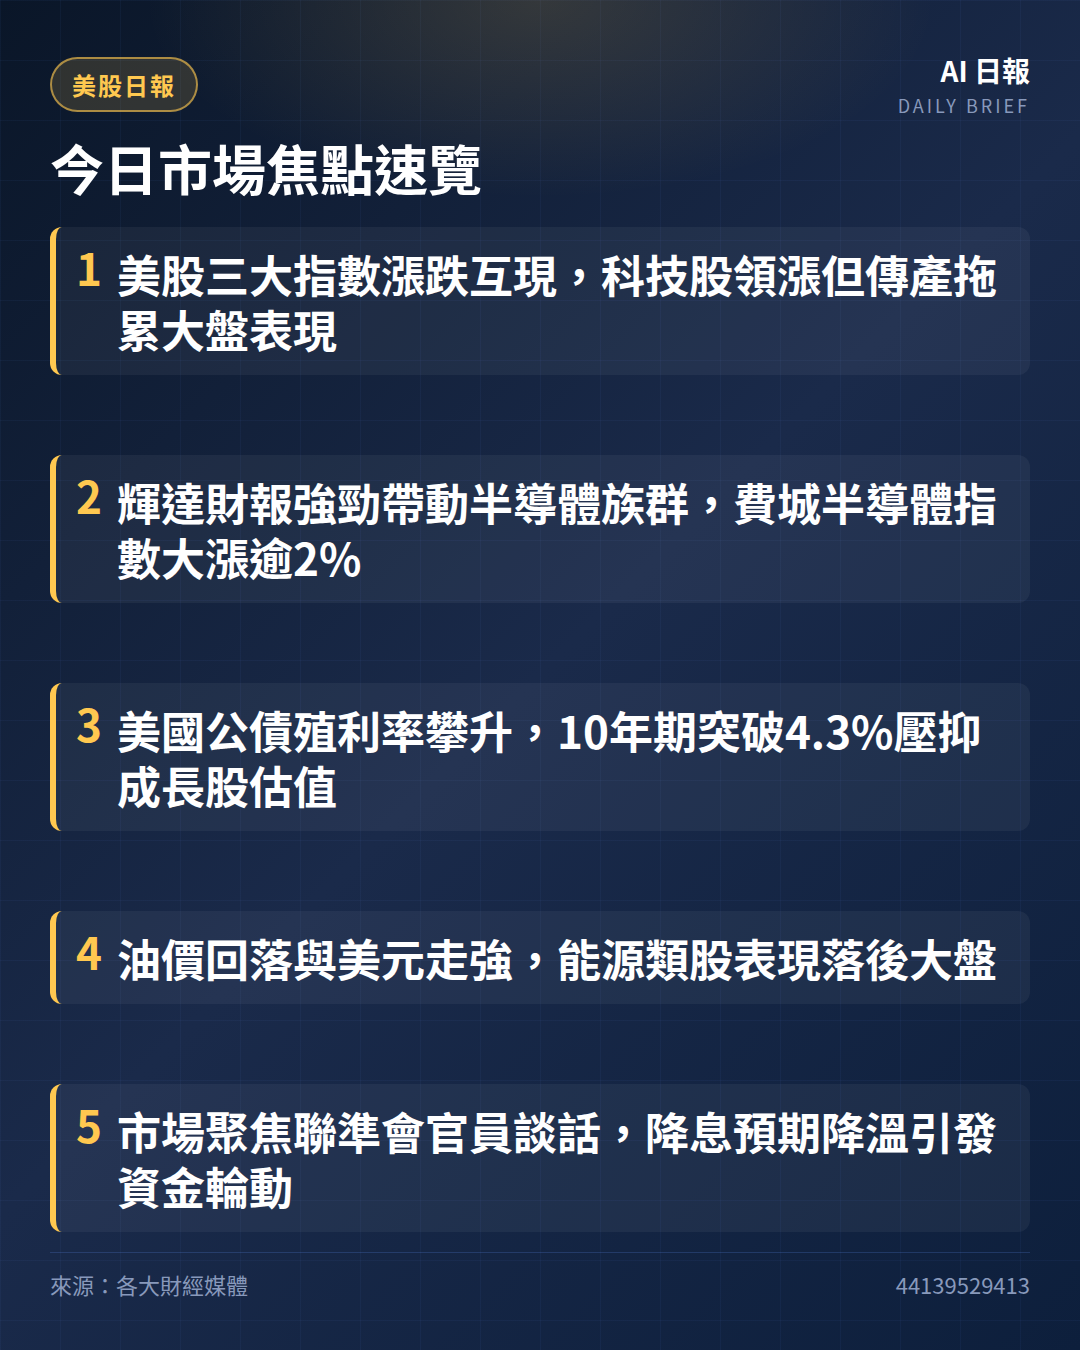 美股日報
AI 日報
DAILY BRIEF
今日市場焦點速覽
1 美股三大指數漲跌互現，科技股領漲但傳產拖
累大盤表現
2 輝達財報強勁帶動半導體族群，費城半導體指
數大漲逾2%
3 美國公債殖利率攀升，10年期突破4.3%壓抑
成長股估值
4 油價回落與美元走強，能源類股表現落後大盤
5 市場聚焦聯準會官員談話，降息預期降溫引發
資金輪動
來源：各大財經媒體
44139529413